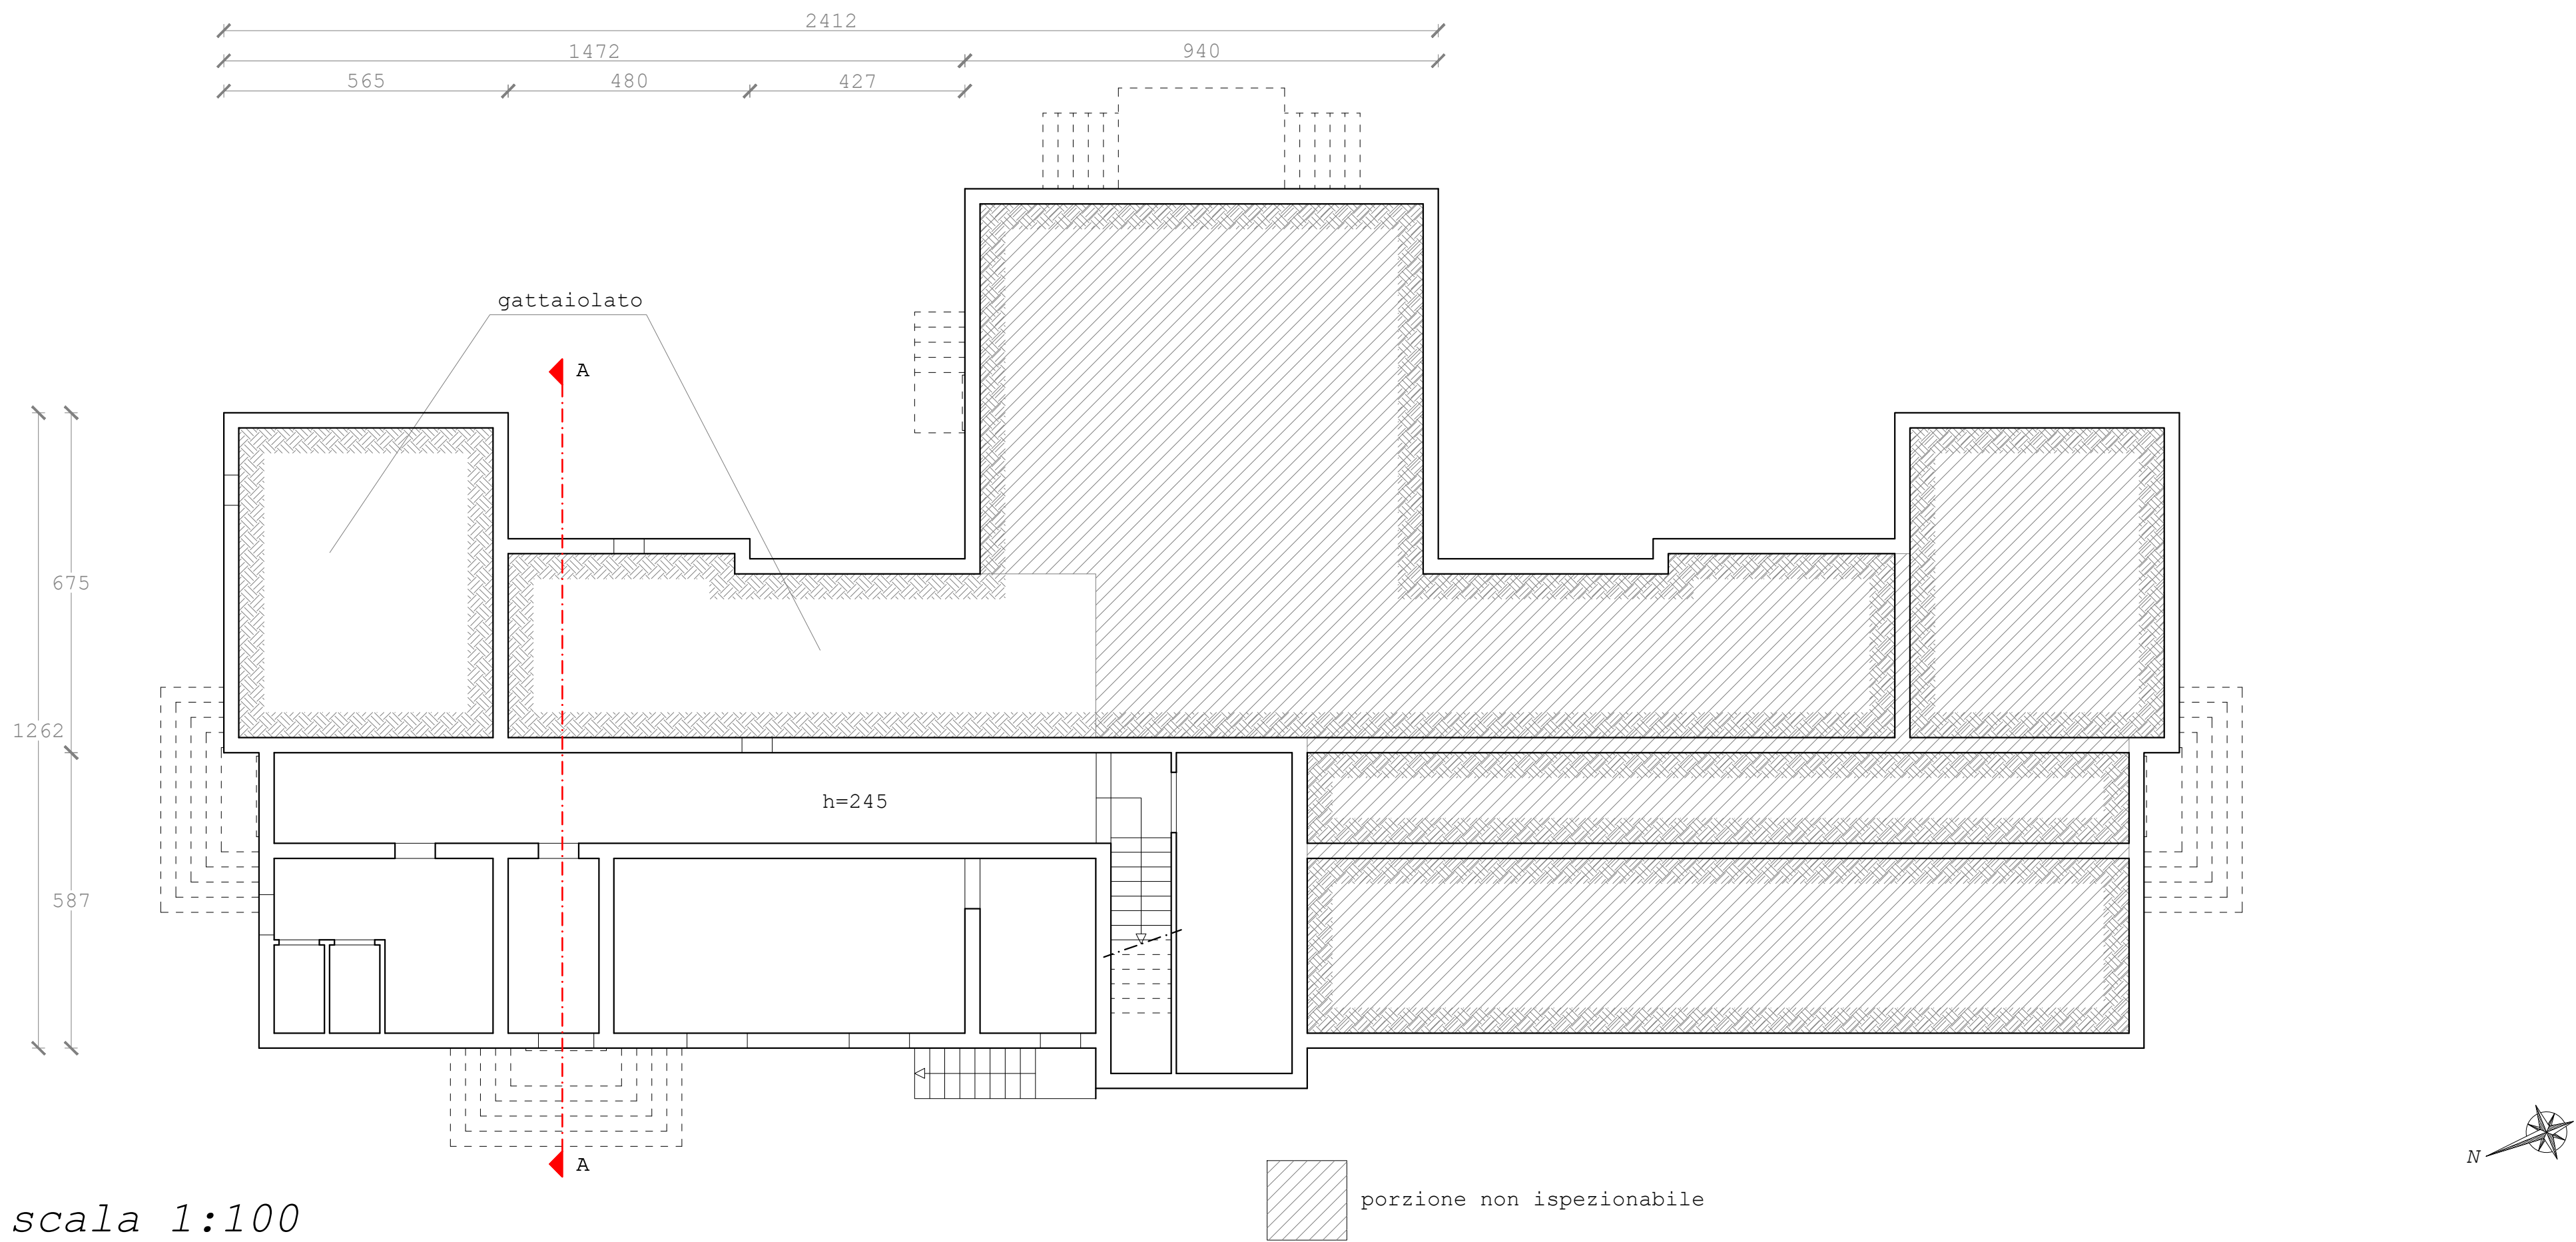 2412
1472
940
565
480
427
gattaiolato
A
675
1262
h=245
587
A
N
porzione non ispezionabile
scala 1:100